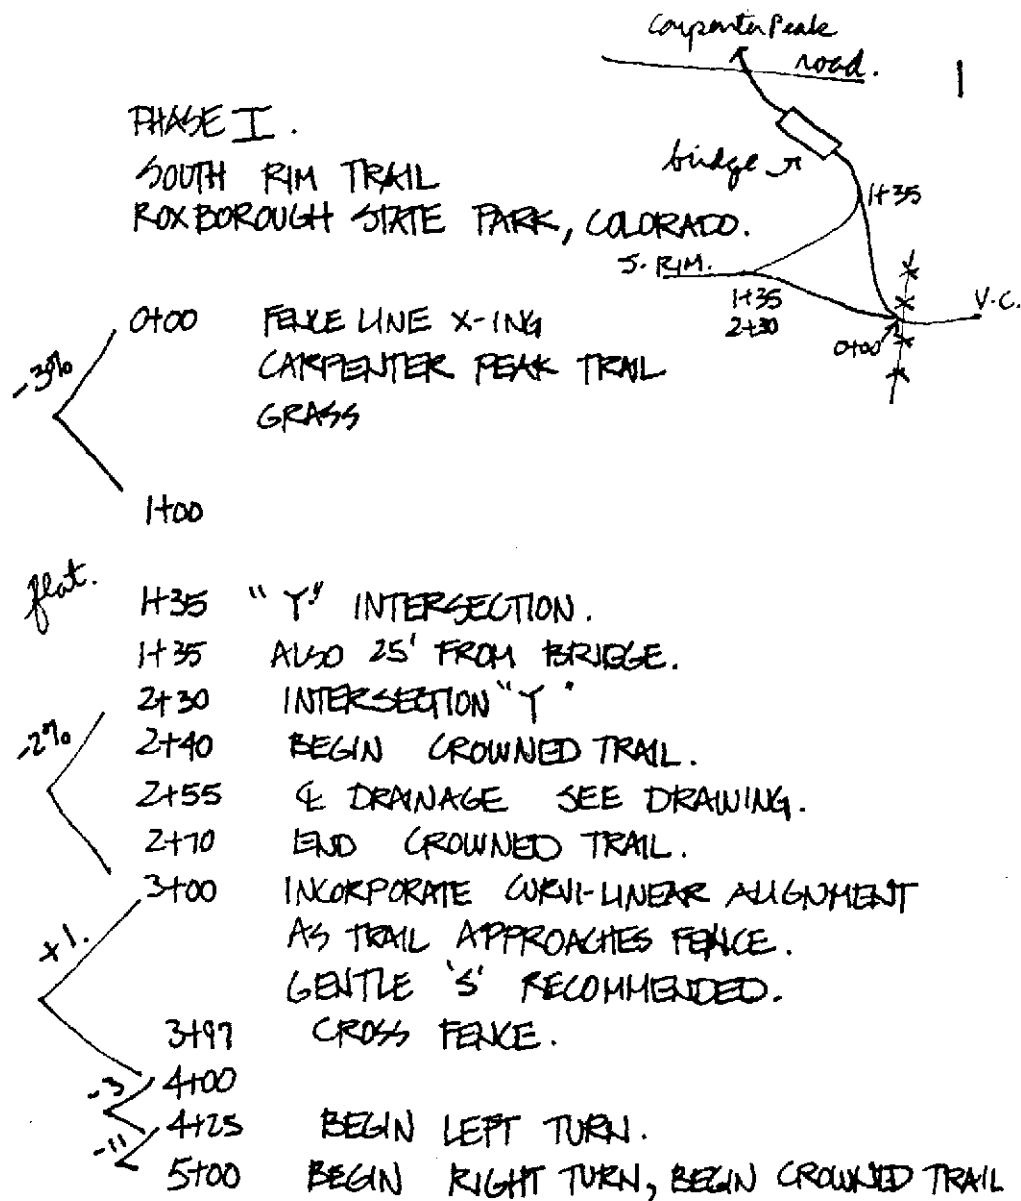 Carpenter Peak
road.
1
PHASE I.
SOUTH RIM TRAIL
ROXBOROUGH STATE PARK, COLORADO.
bridge
1+35
S. RIM.
1+35
2+30
V.C.
0+00
0+00 FENCE LINE X-ING
-3%
CARPENTER PEAK TRAIL
GRASS
1+00
flat.
1+35 "Y" INTERSECTION.
1+35 ALSO 25' FROM BRIDGE.
2+30 INTERSECTION "Y"
-2%
2+40 BEGIN CROWNED TRAIL.
2+55 ℄ DRAINAGE SEE DRAWING.
2+70 END CROWNED TRAIL.
3+00 INCORPORATE CURVI-LINEAR ALIGNMENT
+1.
AS TRAIL APPROACHES FENCE.
GENTLE 'S' RECOMMENDED.
3+97 CROSS FENCE.
-3
4+00
4+25 BEGIN LEFT TURN.
-11
5+00 BEGIN RIGHT TURN, BEGIN CROWNED TRAIL